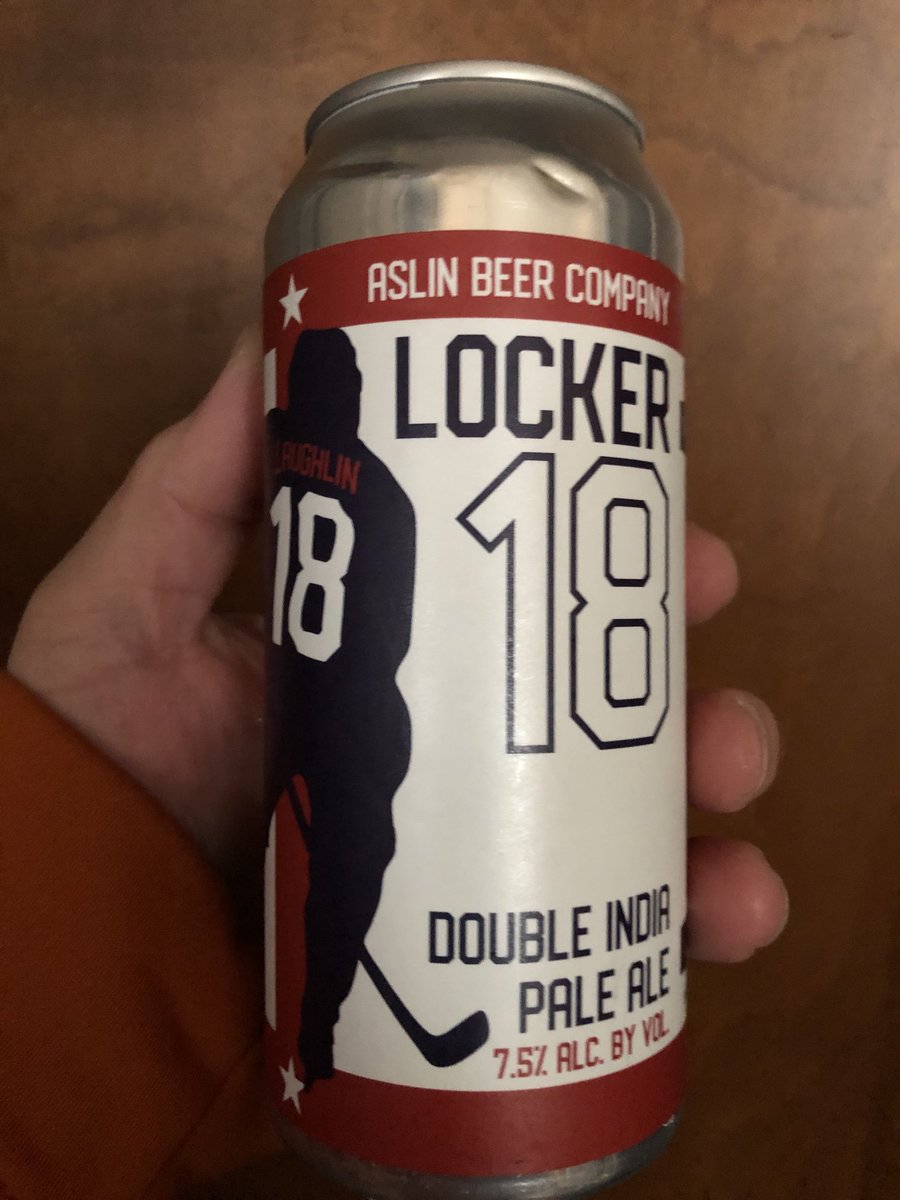 ASLIN BEER COMPANY
LOCKER
18
LAUGHLIN
18
DOUBLE INDIA
PALE ALE
7.5% ALC. BY VOL